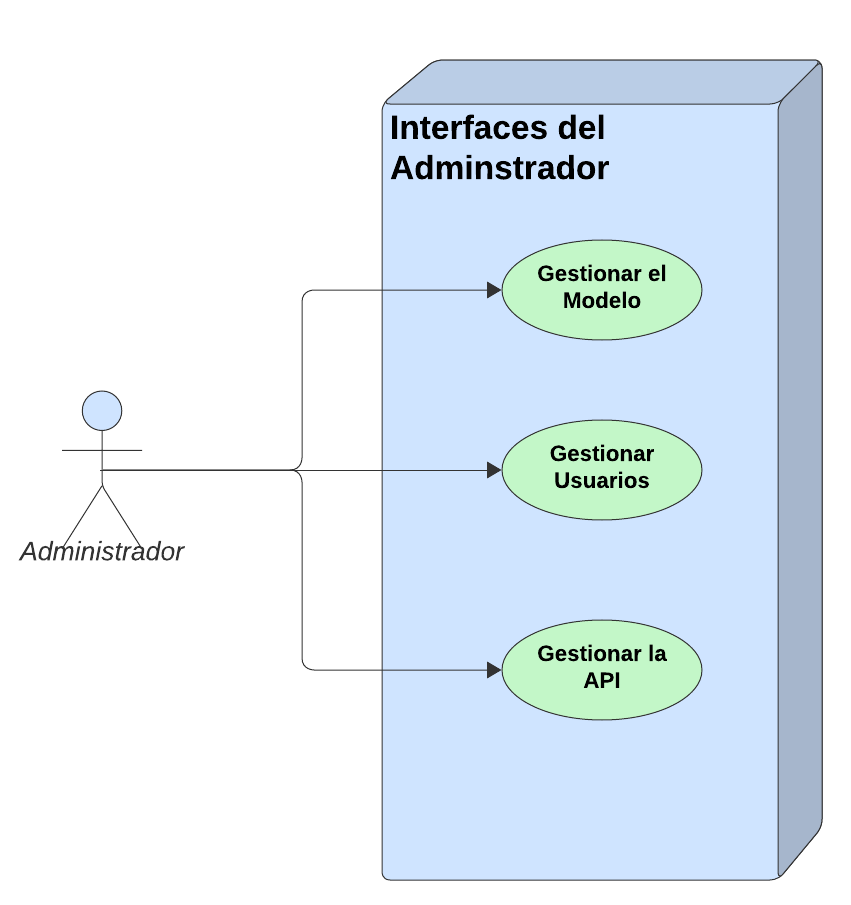 Interfaces del
Adminstrador
Gestionar el
Modelo
Gestionar
Usuarios
Administrador
Gestionar la
API